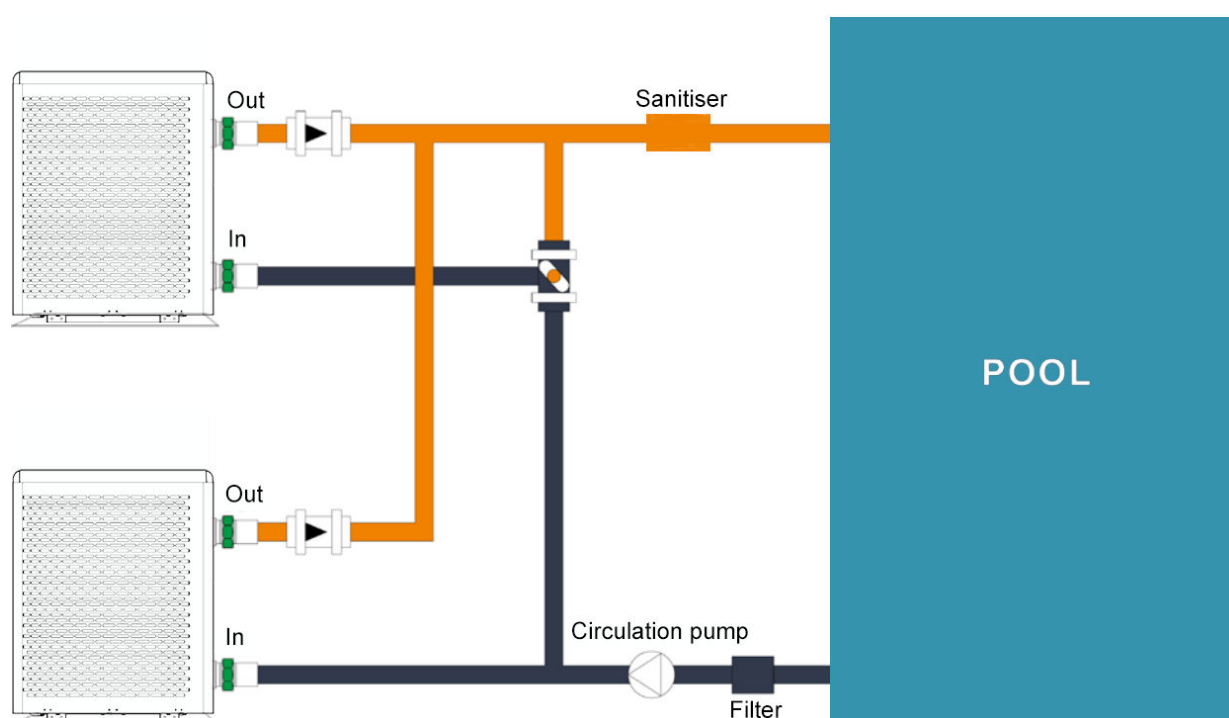 Out
Sanitiser
In
POOL
Out
In
Circulation pump
Filter